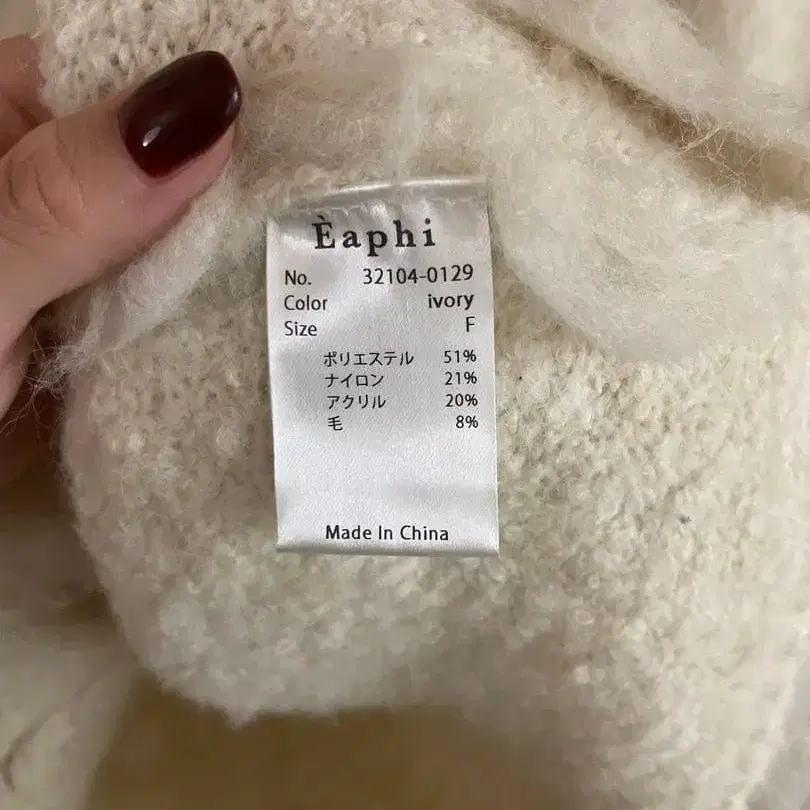 Èaphi
No. 32104-0129
Color ivory
Size F
ポリエステル 51%
ナイロン 21%
アクリル 20%
毛 8%
Made In China